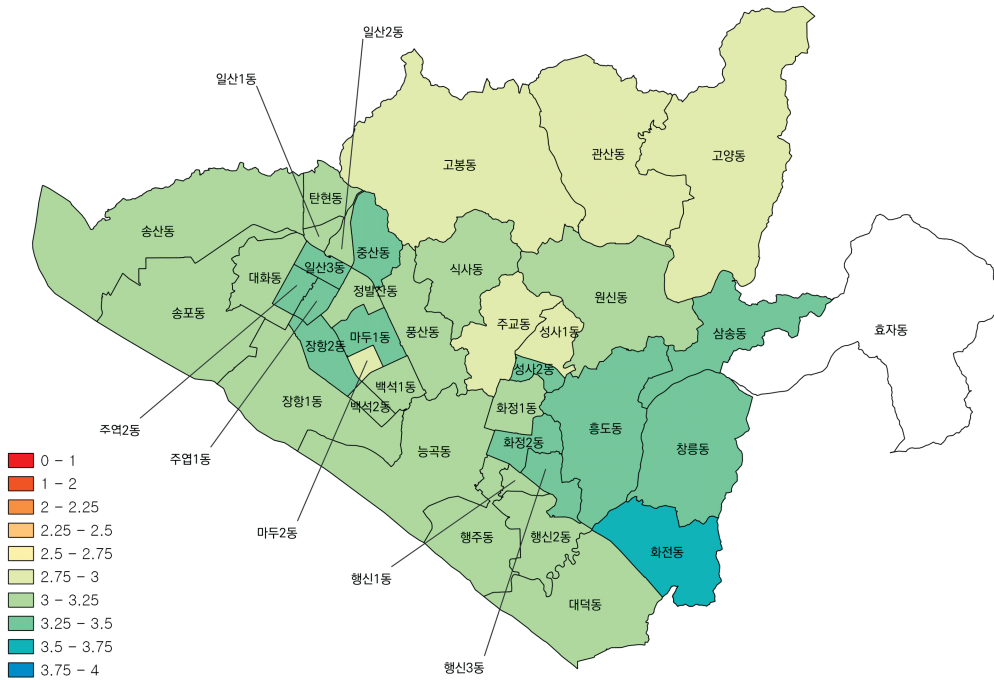 일산2동
일산1동
고봉동
관산동
고양동
탄현동
송산동
중산동
일산3동
대화동
식사동
정발산동
원신동
송포동
주교동
성사1동
풍산동
삼송동
효자동
마두1동
장항2동
성사2동
백석1동
장항1동
백석2동
화정1동
주역2동
흥도동
화정2동
창릉동
능곡동
주엽1동
마두2동
행주동
행신2동
화전동
행신1동
대덕동
행신3동
0 - 1
1 - 2
2 - 2.25
2.25 - 2.5
2.5 - 2.75
2.75 - 3
3 - 3.25
3.25 - 3.5
3.5 - 3.75
3.75 - 4